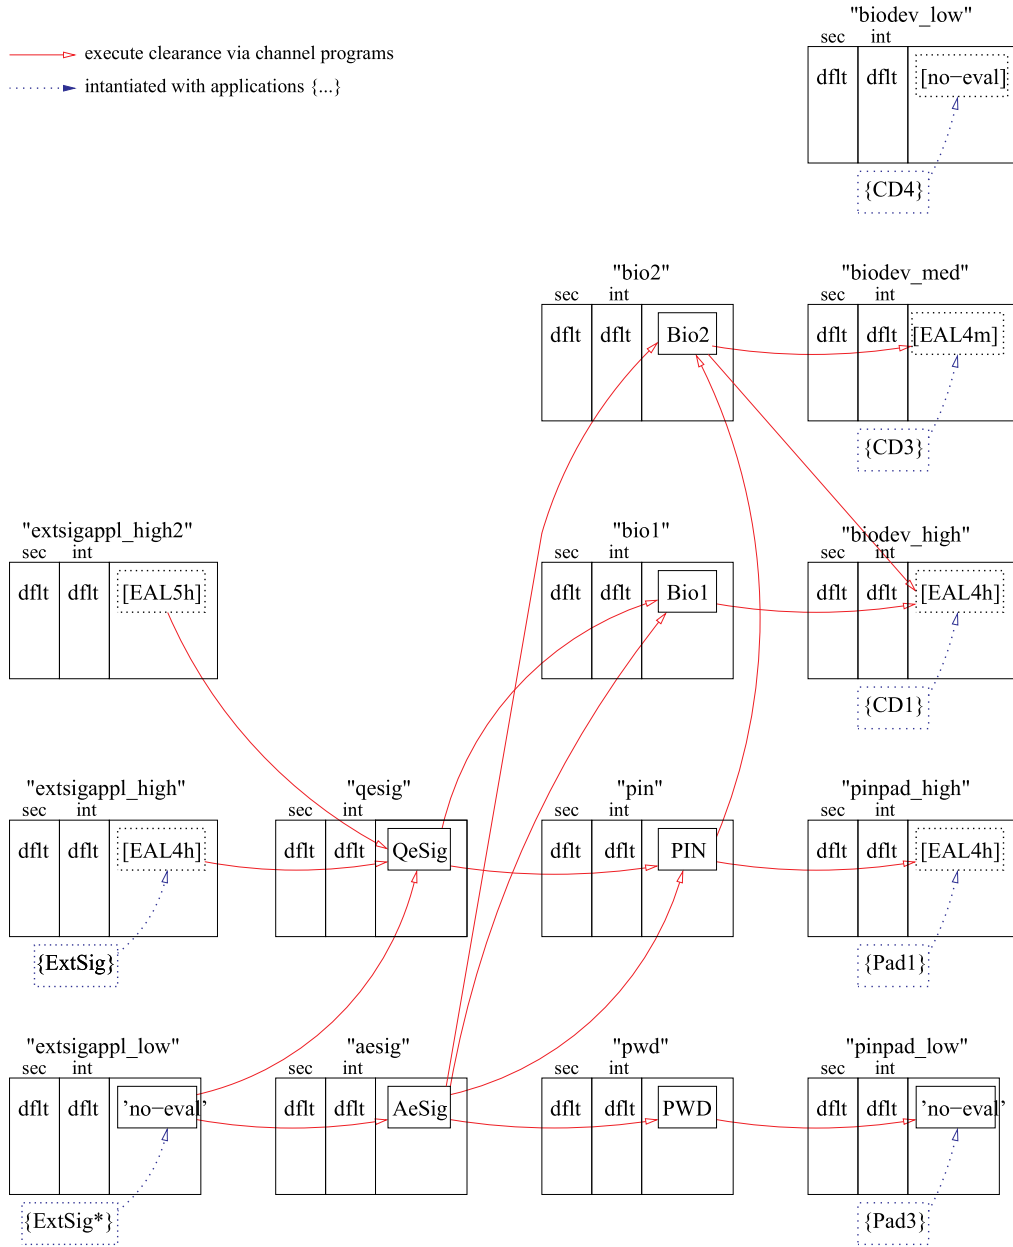 "biodev_low"
execute clearance via channel programs
sec int
intantiated with applications {...}
dflt dflt [no−eval]
{CD4}
"bio2" "biodev_med"
sec int sec int
dflt dflt Bio2 dflt dflt [EAL4m]
{CD3}
"extsigappl_high2" "bio1" "biodev_high"
sec int sec int sec int
dflt dflt [EAL5h] dflt dflt Bio1 dflt dflt [EAL4h]
{CD1}
"extsigappl_high" "qesig" "pin" "pinpad_high"
sec int sec int sec int sec int
dflt dflt [EAL4h] dflt dflt QeSig dflt dflt PIN dflt dflt [EAL4h]
{ExtSig} {Pad1}
"extsigappl_low" "aesig" "pwd" "pinpad_low"
sec int sec int sec int sec int
dflt dflt ’no−eval’ dflt dflt AeSig dflt dflt PWD dflt dflt ’no−eval’
{ExtSig*} {Pad3}